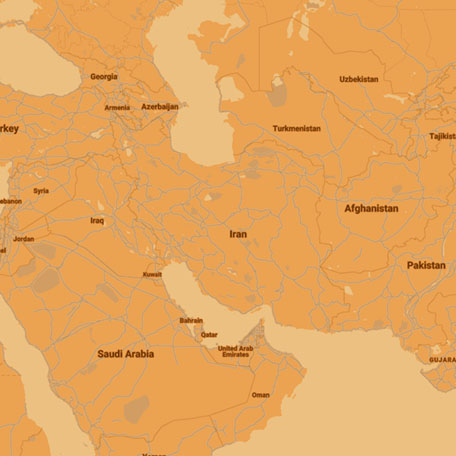 Georgia
Uzbekistan
Armenia
Azerbaijan
rkey
Turkmenistan
Tajikist
Syria
ebanon
Afghanistan
Iraq
Iran
Jordan
el
Pakistan
Kuwait
Bahrain
Qatar
United Arab
Emirates
Saudi Arabia
GUJARA
Oman